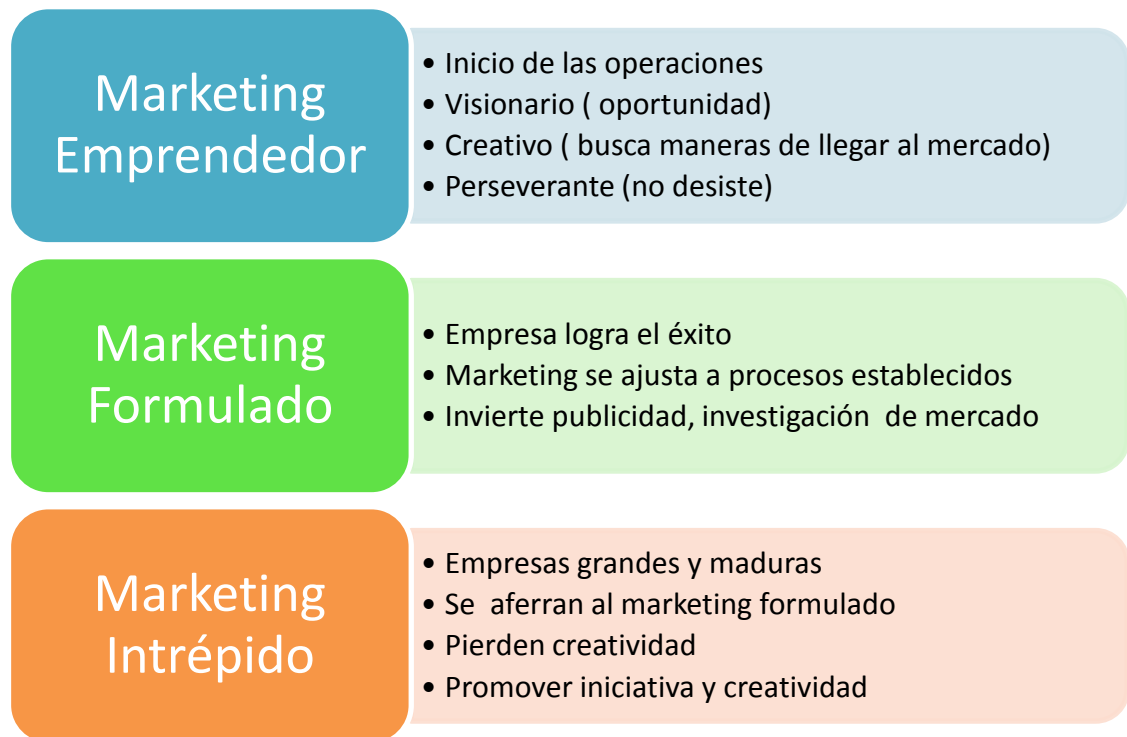 Marketing
Emprendedor
• Inicio de las operaciones
• Visionario ( oportunidad)
• Creativo ( busca maneras de llegar al mercado)
• Perseverante (no desiste)
Marketing
Formulado
• Empresa logra el éxito
• Marketing se ajusta a procesos establecidos
• Invierte publicidad, investigación  de mercado
Marketing
Intrépido
• Empresas grandes y maduras
• Se  aferran al marketing formulado
• Pierden creatividad
• Promover iniciativa y creatividad